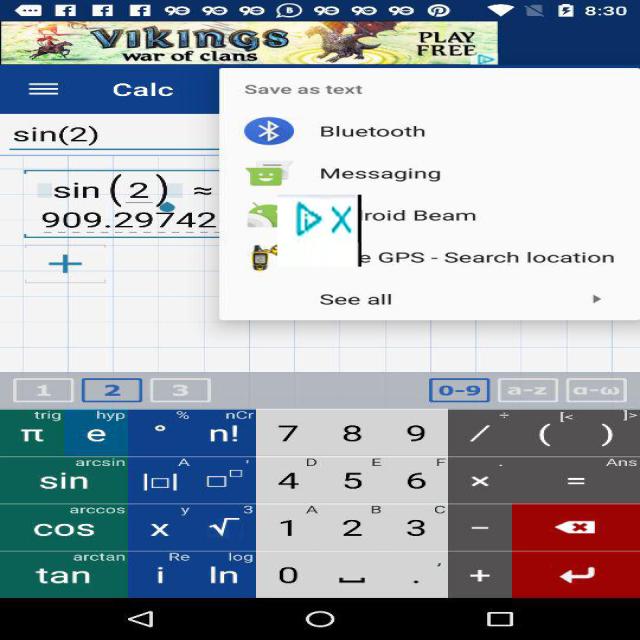 8:30
VIKINGS
war of clans
PLAY
FREE
Calc
Save as text
sin(2)
Bluetooth
Messaging
sin(2) ≈
909.29742
X
roid Beam
e GPS - Search location
See all
1 2 3 0-9 a-z α-ω
trig hyp % nCr ÷ [< ]>
π e ° n! 7 8 9 / ( )
arcsin A ' D E F . Ans
sin |□| □□ 4 5 6 × =
arccos y 3 A B C
cos x √ 1 2 3 −
arctan Re log ,
tan i ln 0 . +